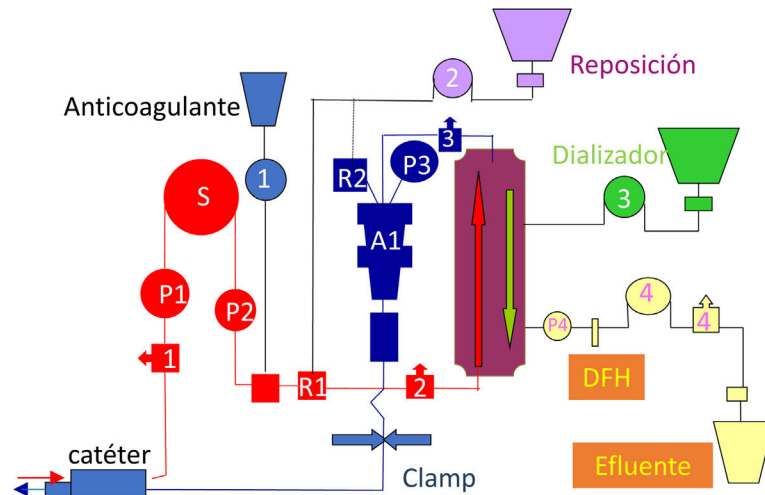 Reposición
2
Anticoagulante
3
Dializador
P3
R2
1
S
3
A1
P1
P2
4
P4
4
1
R1
2
DFH
catéter
Clamp
Efluente